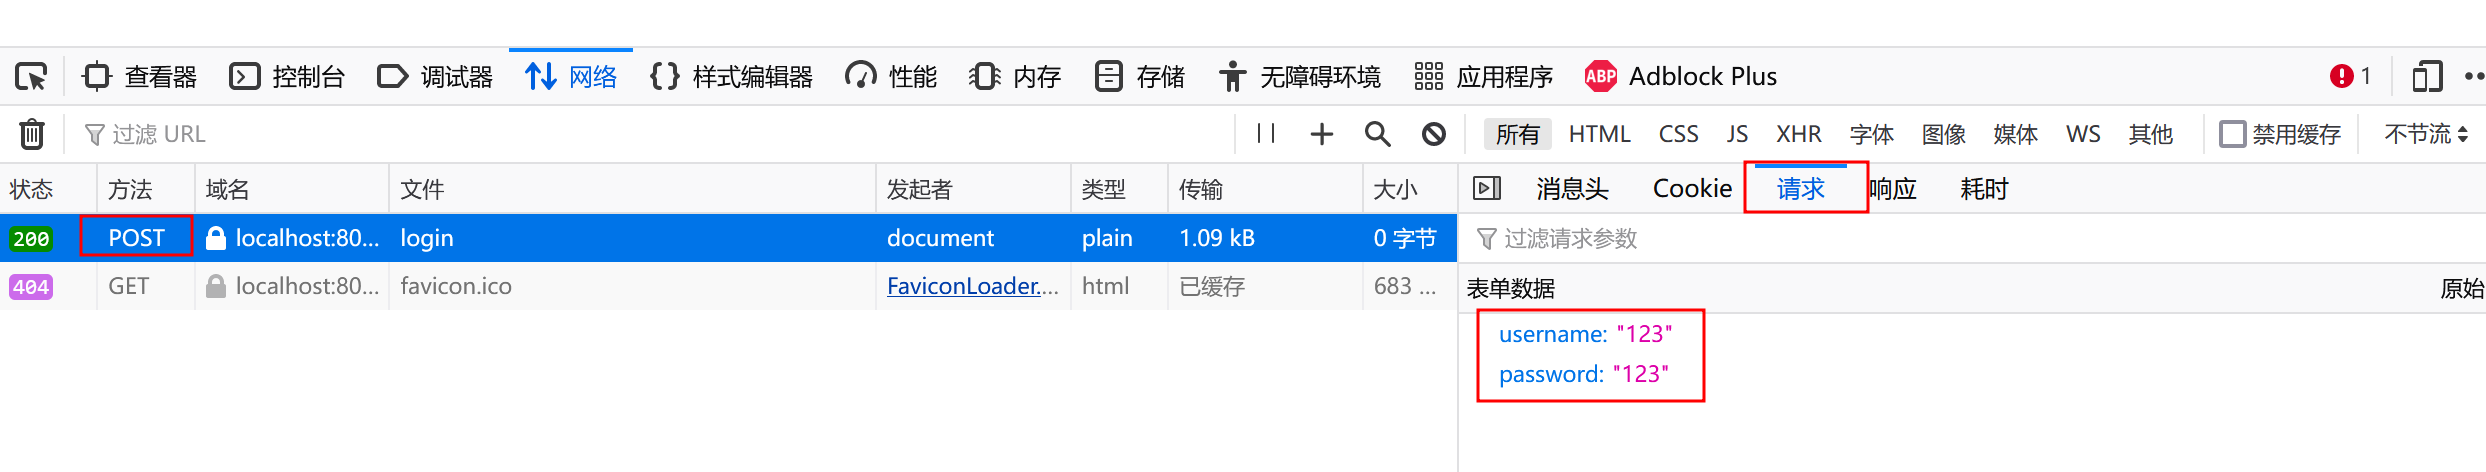 查看器 控制台 调试器 网络 {} 样式编辑器 性能 内存 存储 无障碍环境 应用程序 ABP Adblock Plus 1
过滤 URL 所有 HTML CSS JS XHR 字体 图像 媒体 WS 其他 禁用缓存 不节流
状态 方法 域名 文件 发起者 类型 传输 大小 消息头 Cookie 请求 响应 耗时
200 POST localhost:80... login document plain 1.09 kB 0 字节 过滤请求参数
404 GET localhost:80... favicon.ico FaviconLoader.... html 已缓存 683 ... 表单数据 原始
username: "123"
password: "123"